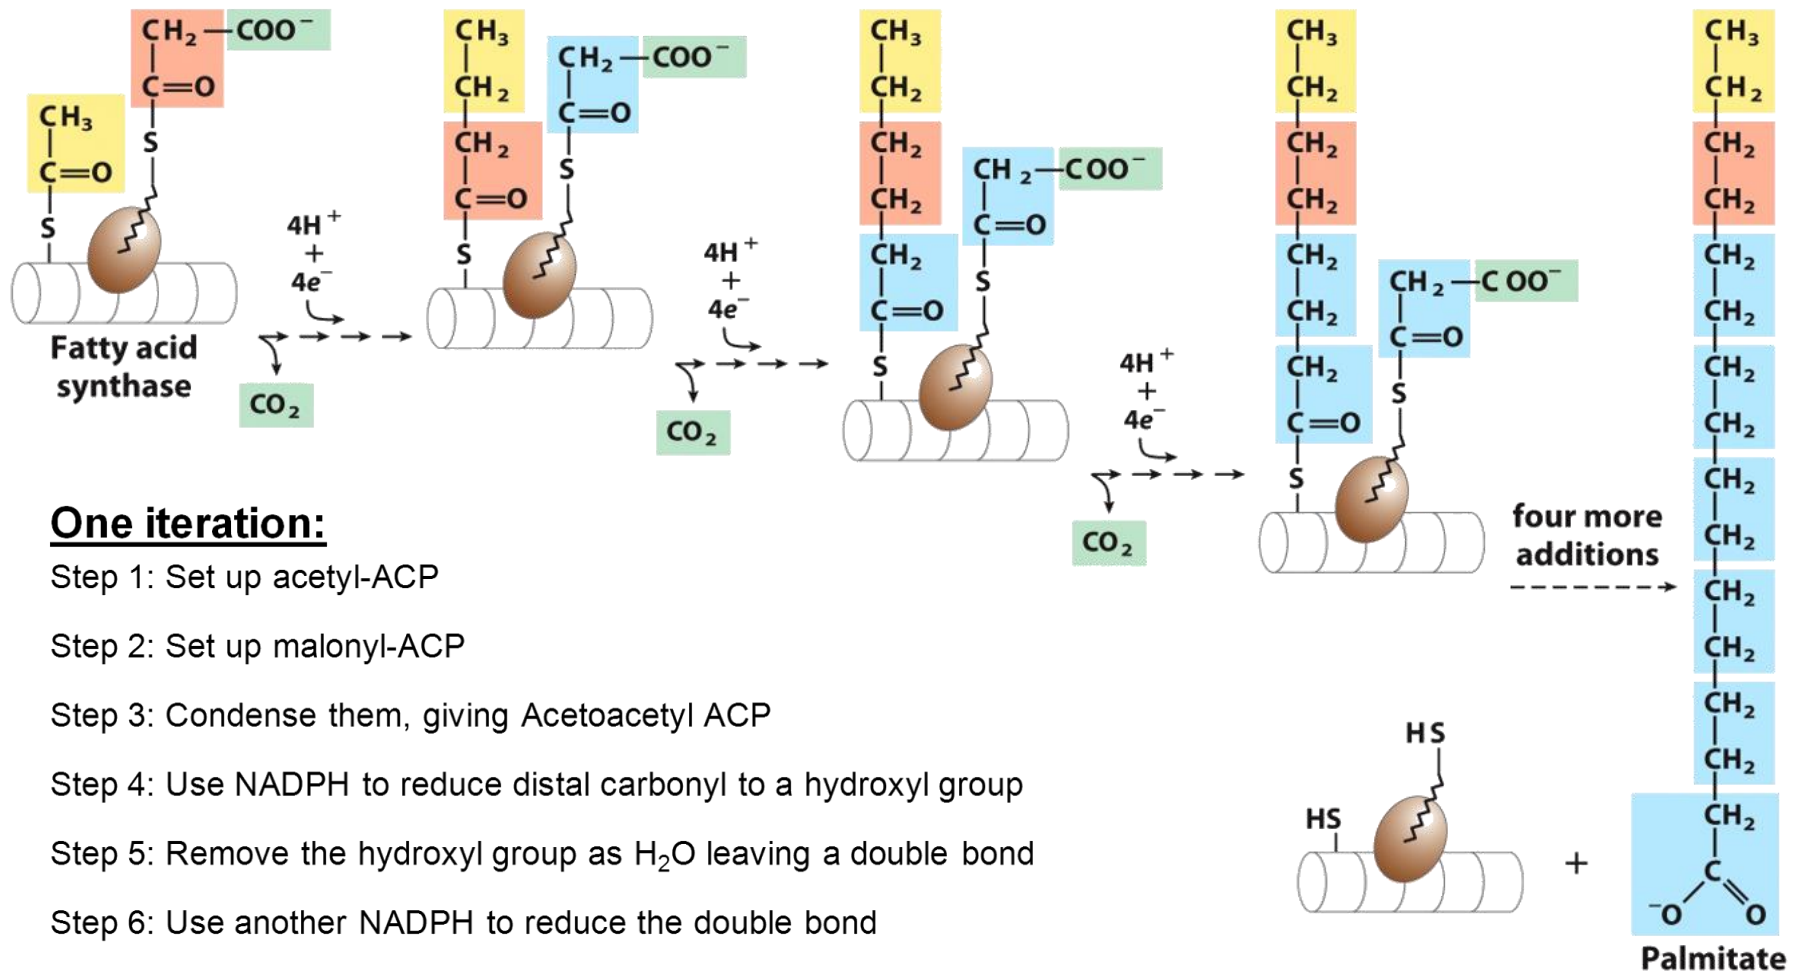 CH₂—COO⁻
C=O
S
CH₃
C=O
S
Fatty acid
synthase
4H⁺
+
4e⁻
CO₂
CH₃
CH₂
CH₂
C=O
S
CH₂—COO⁻
C=O
S
4H⁺
+
4e⁻
CO₂
CH₃
CH₂
CH₂
CH₂
CH₂
C=O
S
CH₂—COO⁻
C=O
S
4H⁺
+
4e⁻
CO₂
CH₃
CH₂
CH₂
CH₂
CH₂
CH₂
CH₂
C=O
S
CH₂—COO⁻
C=O
S
four more
additions
CH₃
CH₂
CH₂
CH₂
CH₂
CH₂
CH₂
CH₂
CH₂
CH₂
CH₂
CH₂
CH₂
CH₂
CH₂
C
⁻O O
Palmitate
HS
HS
+
One iteration:
Step 1: Set up acetyl-ACP
Step 2: Set up malonyl-ACP
Step 3: Condense them, giving Acetoacetyl ACP
Step 4: Use NADPH to reduce distal carbonyl to a hydroxyl group
Step 5: Remove the hydroxyl group as H₂O leaving a double bond
Step 6: Use another NADPH to reduce the double bond